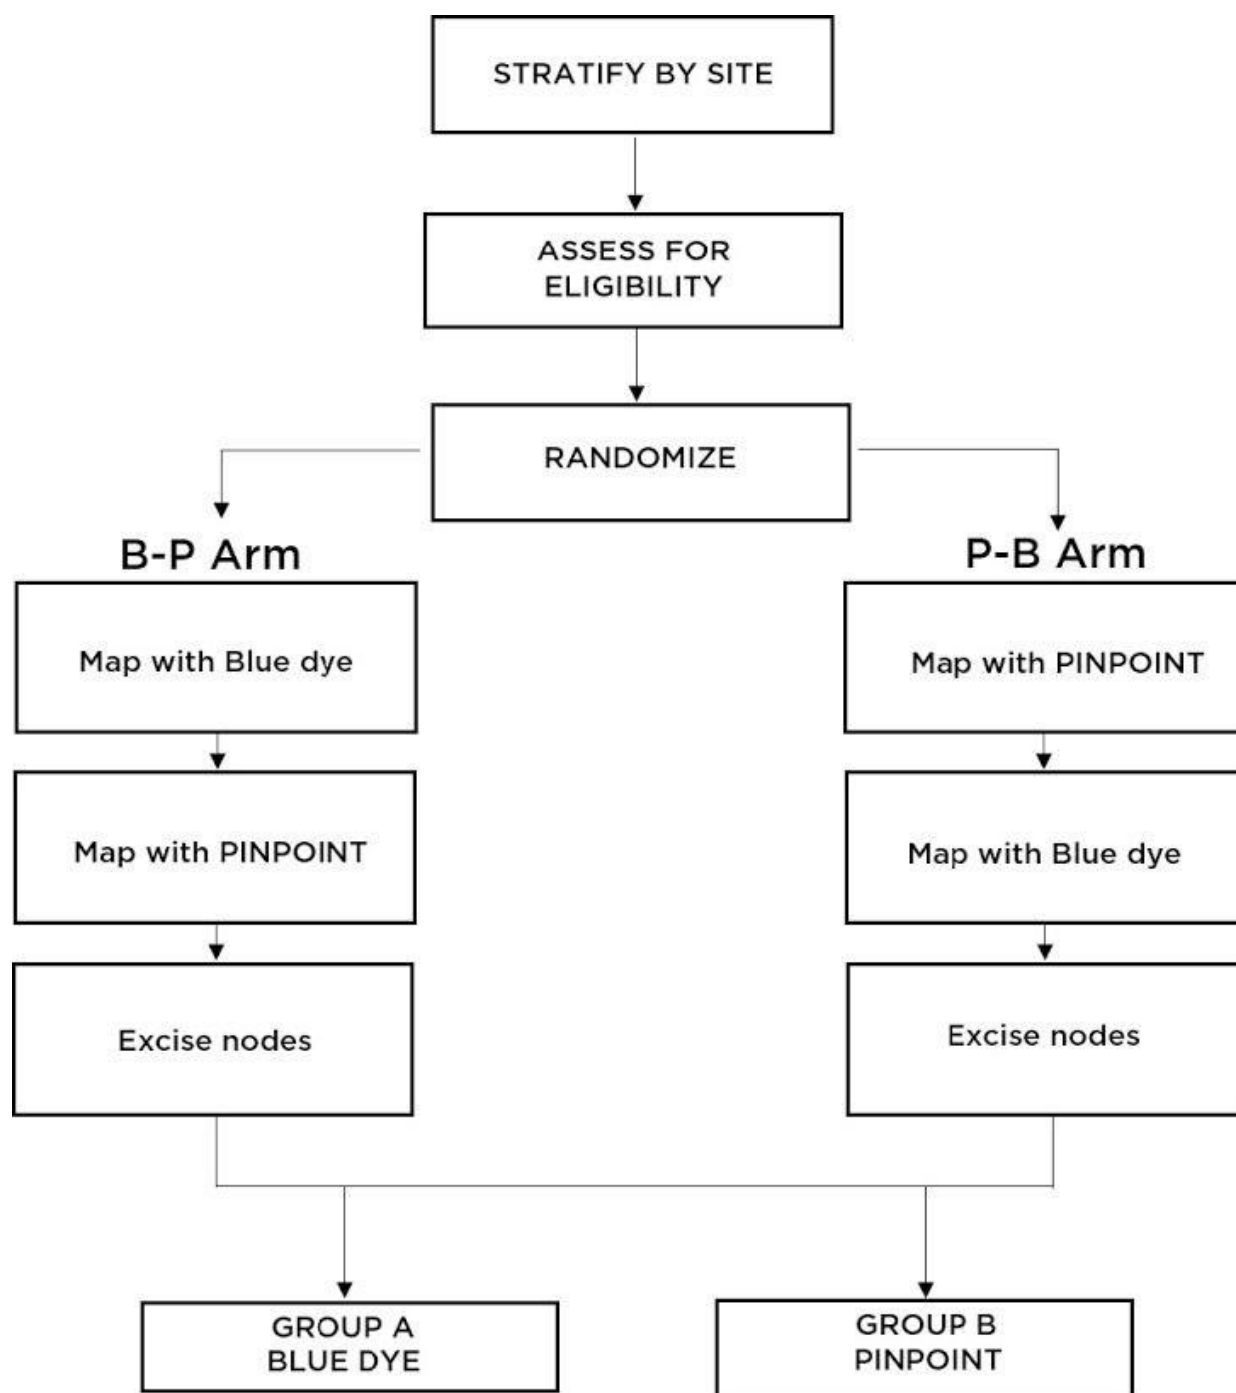 STRATIFY BY SITE
ASSESS FOR
ELIGIBILITY
RANDOMIZE
B-P Arm
Map with Blue dye
Map with PINPOINT
Excise nodes
P-B Arm
Map with PINPOINT
Map with Blue dye
Excise nodes
GROUP A
BLUE DYE
GROUP B
PINPOINT